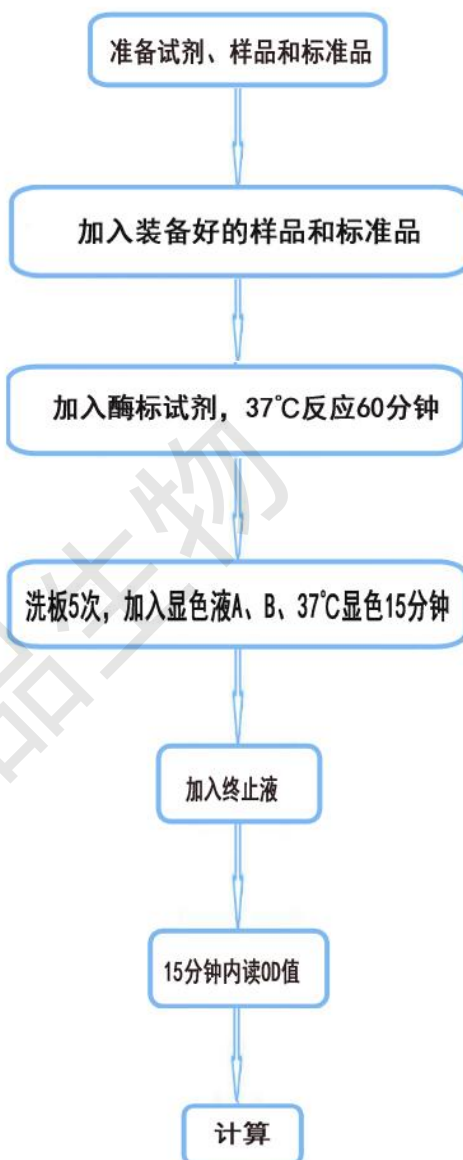 准备试剂、样品和标准品
加入装备好的样品和标准品
加入酶标试剂，37℃反应60分钟
洗板5次，加入显色液A、B、37℃显色15分钟
加入终止液
15分钟内读OD值
计算
品生物